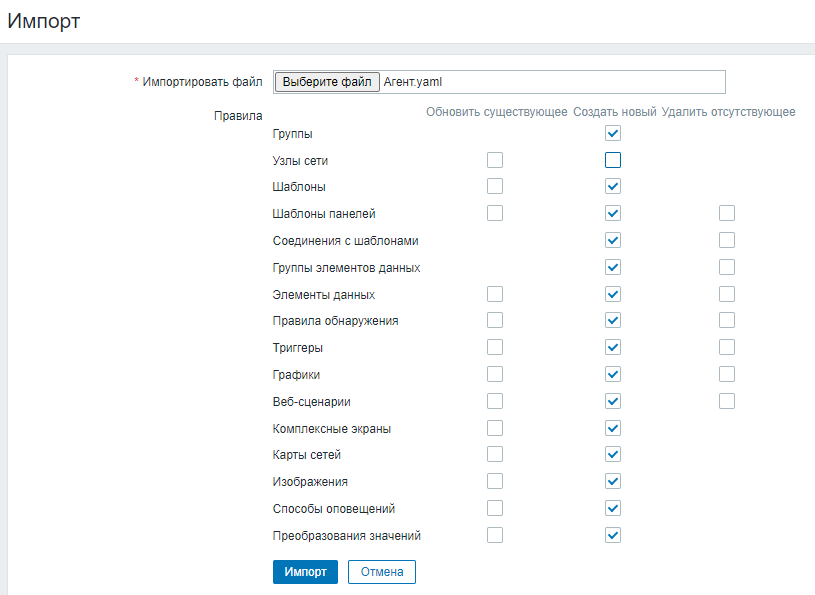 Импорт
* Импортировать файл Выберите файл Агент.yaml
Правила Обновить существующее Создать новый Удалить отсутствующее
Группы
Узлы сети
Шаблоны
Шаблоны панелей
Соединения с шаблонами
Группы элементов данных
Элементы данных
Правила обнаружения
Триггеры
Графики
Веб-сценарии
Комплексные экраны
Карты сетей
Изображения
Способы оповещений
Преобразования значений
Импорт Отмена